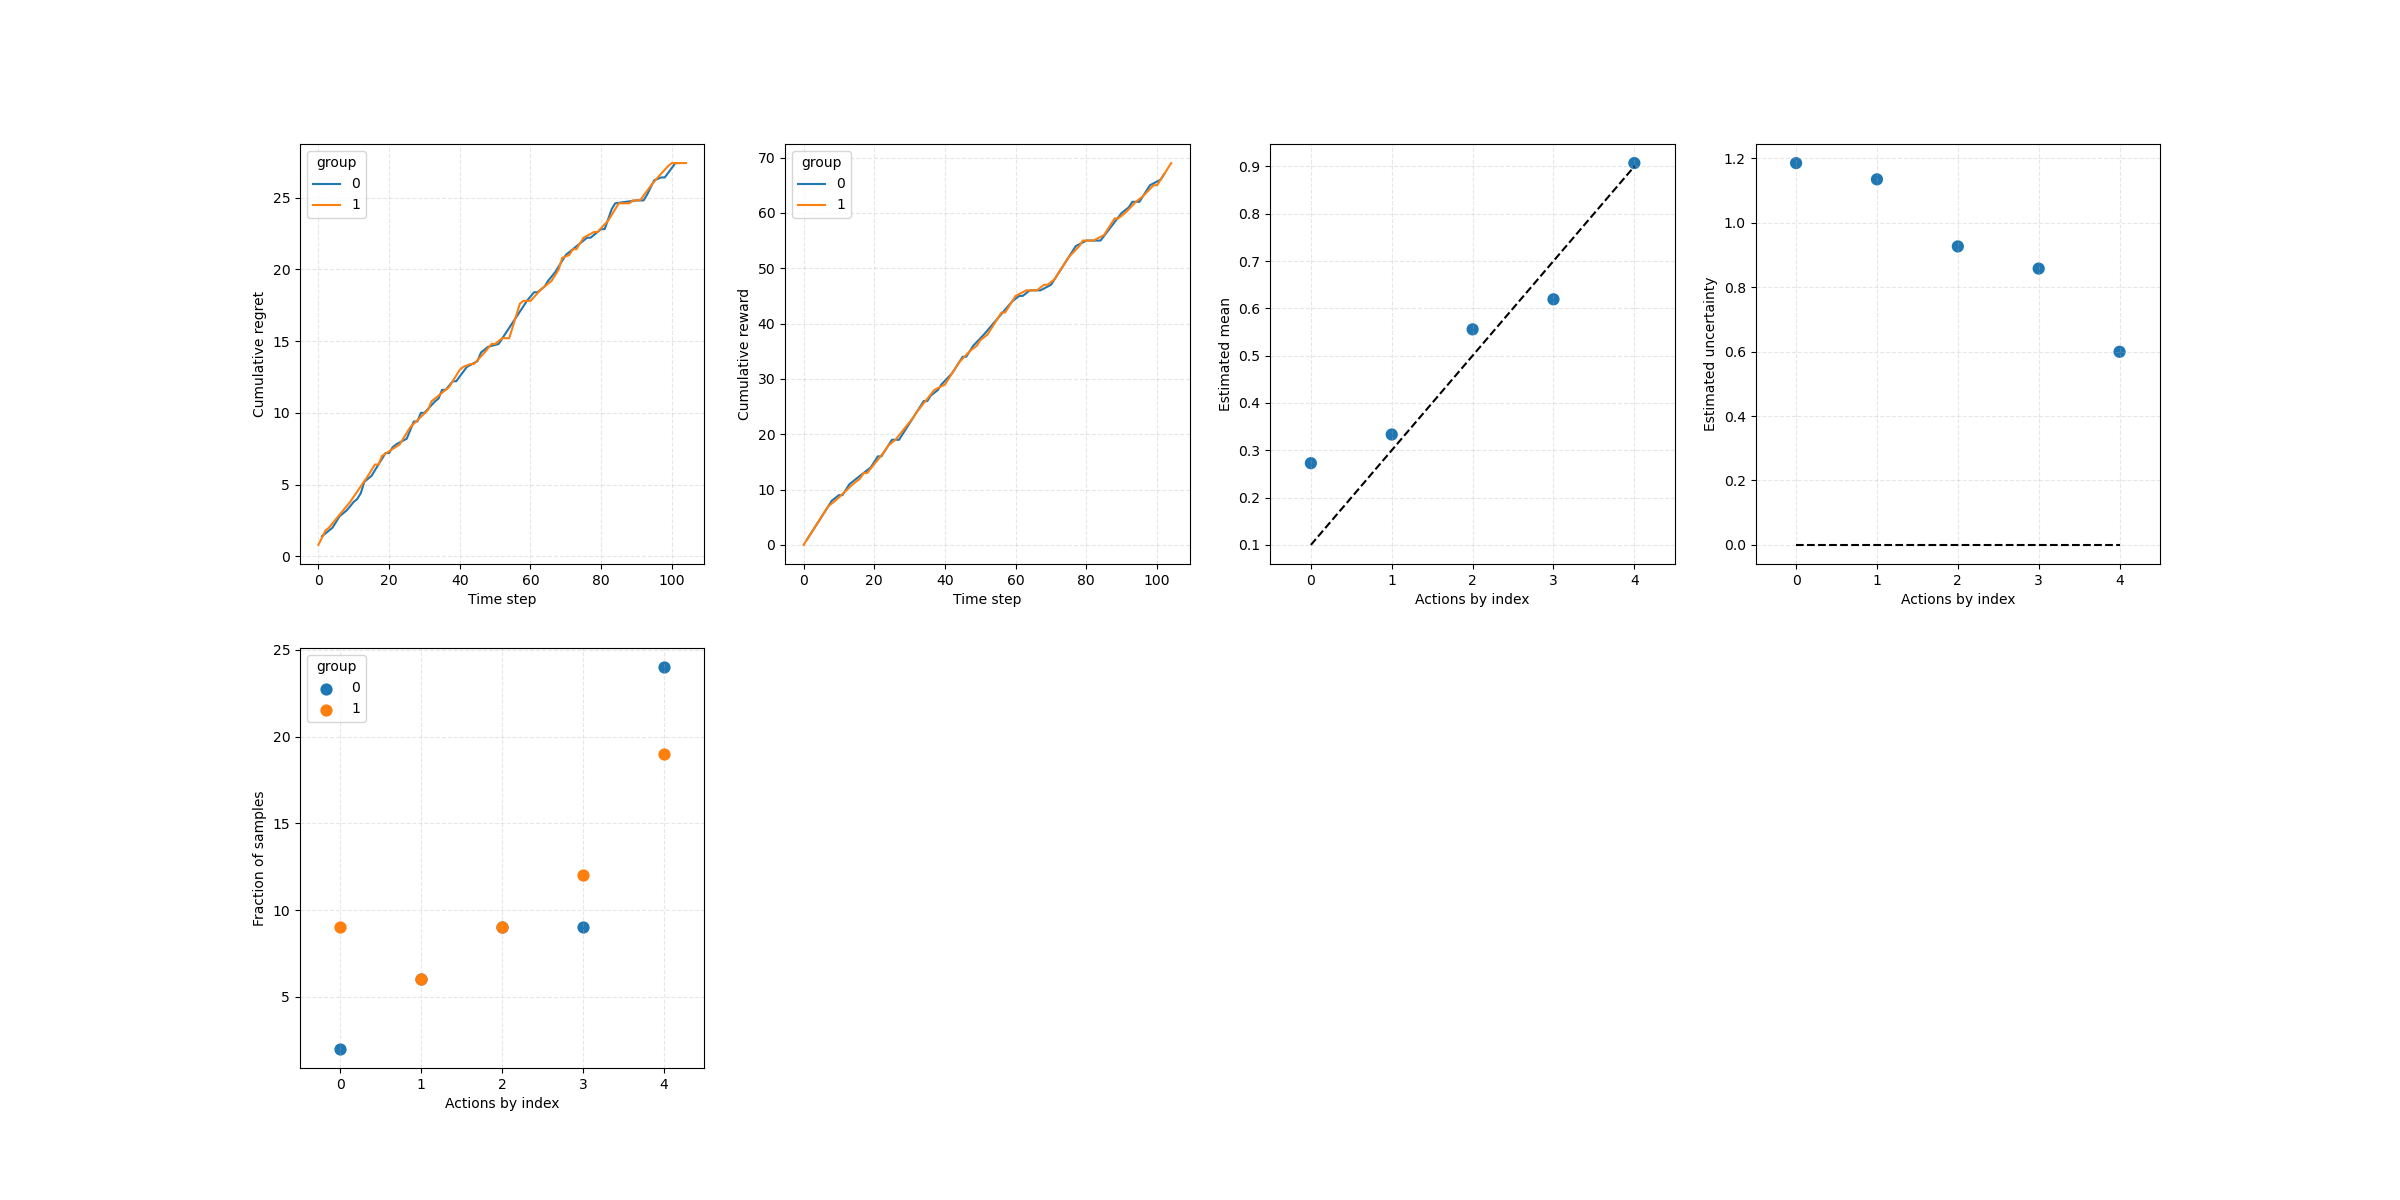 group
0
1
25
20
15
10
5
0
Cumulative regret
0 20 40 60 80 100
Time step
group
0
1
70
60
50
40
30
20
10
0
Cumulative reward
0 20 40 60 80 100
Time step
0.9
0.8
0.7
0.6
0.5
0.4
0.3
0.2
0.1
Estimated mean
0 1 2 3 4
Actions by index
1.2
1.0
0.8
0.6
0.4
0.2
0.0
Estimated uncertainty
0 1 2 3 4
Actions by index
group
0
1
25
20
15
10
5
Fraction of samples
0 1 2 3 4
Actions by index